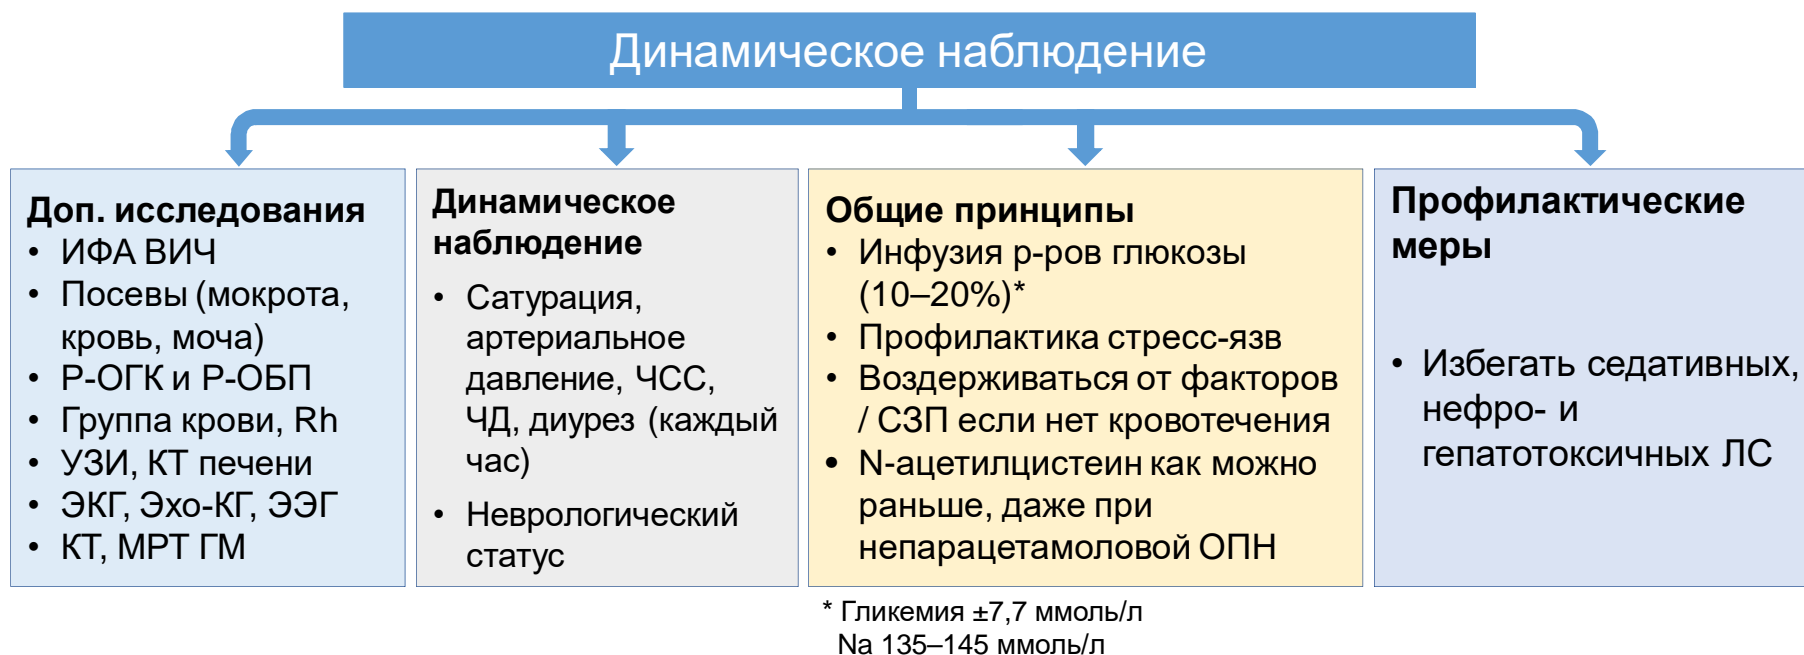 Динамическое наблюдение
Доп. исследования
• ИФА ВИЧ
• Посевы (мокрота,
кровь, моча)
• Р-ОГК и Р-ОБП
• Группа крови, Rh
• УЗИ, КТ печени
• ЭКГ, Эхо-КГ, ЭЭГ
• КТ, МРТ ГМ
Динамическое
наблюдение
• Сатурация,
артериальное
давление, ЧСС,
ЧД, диурез (каждый
час)
• Неврологический
статус
Общие принципы
• Инфузия р-ров глюкозы
(10–20%)*
• Профилактика стресс-язв
• Воздерживаться от факторов
/ СЗП если нет кровотечения
• N-ацетилцистеин как можно
раньше, даже при
непарацетамоловой ОПН
Профилактические
меры
• Избегать седативных,
нефро- и
гепатотоксичных ЛС
* Гликемия ±7,7 ммоль/л
Na 135–145 ммоль/л